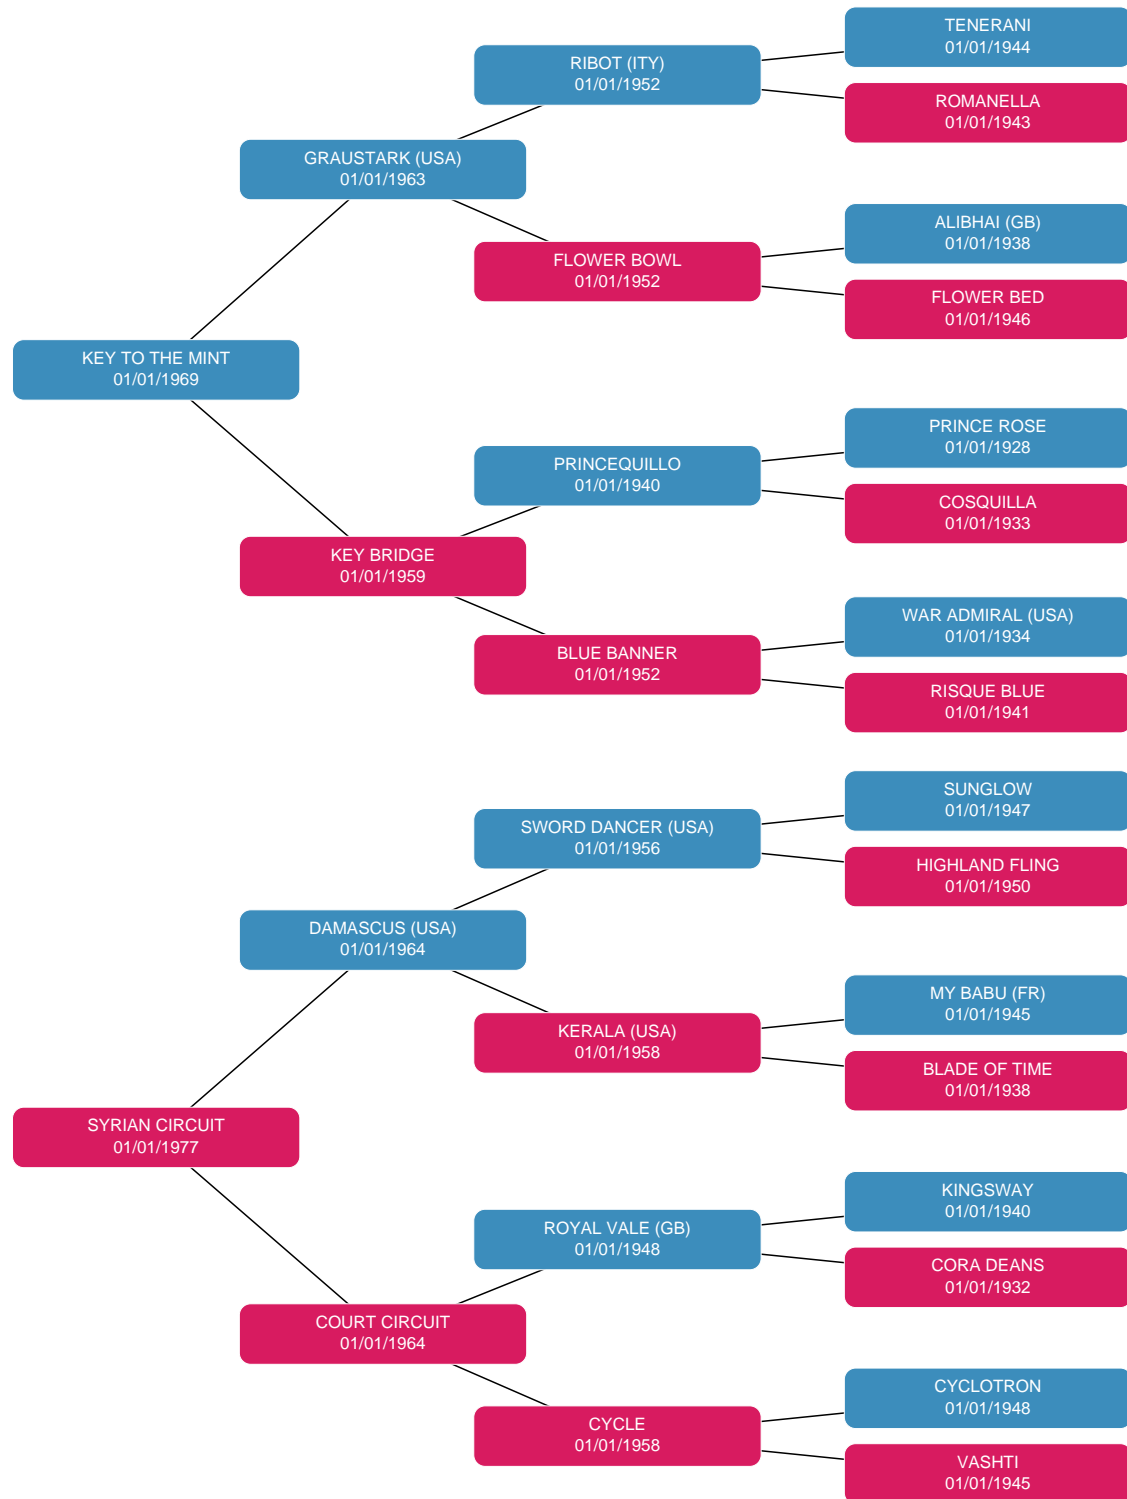 TENERANI
01/01/1944
RIBOT (ITY)
01/01/1952
ROMANELLA
01/01/1943
GRAUSTARK (USA)
01/01/1963
ALIBHAI (GB)
01/01/1938
FLOWER BOWL
01/01/1952
FLOWER BED
01/01/1946
KEY TO THE MINT
01/01/1969
PRINCE ROSE
01/01/1928
PRINCEQUILLO
01/01/1940
COSQUILLA
01/01/1933
KEY BRIDGE
01/01/1959
WAR ADMIRAL (USA)
01/01/1934
BLUE BANNER
01/01/1952
RISQUE BLUE
01/01/1941
SUNGLOW
01/01/1947
SWORD DANCER (USA)
01/01/1956
HIGHLAND FLING
01/01/1950
DAMASCUS (USA)
01/01/1964
MY BABU (FR)
01/01/1945
KERALA (USA)
01/01/1958
BLADE OF TIME
01/01/1938
SYRIAN CIRCUIT
01/01/1977
KINGSWAY
01/01/1940
ROYAL VALE (GB)
01/01/1948
CORA DEANS
01/01/1932
COURT CIRCUIT
01/01/1964
CYCLOTRON
01/01/1948
CYCLE
01/01/1958
VASHTI
01/01/1945